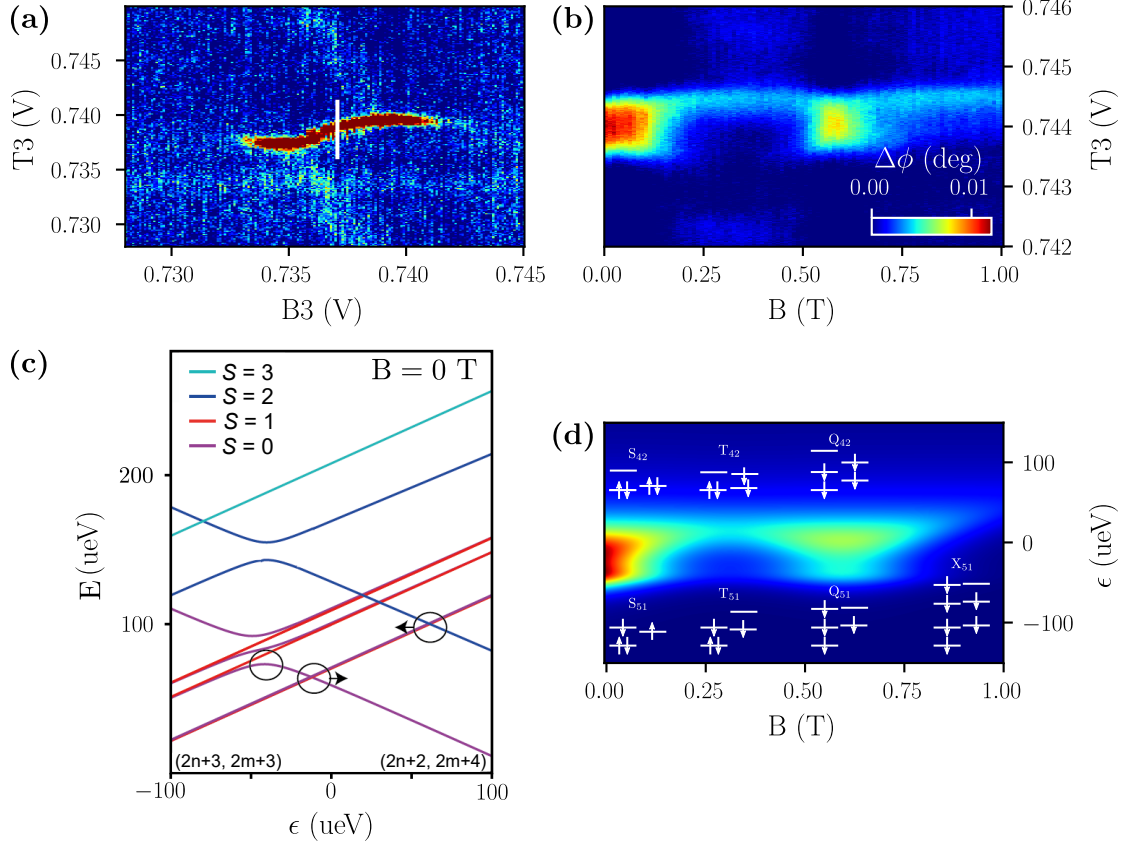 (a)
T3 (V)
0.745
0.740
0.735
0.730
0.730
0.735
0.740
0.745
B3 (V)
(b)
Δϕ (deg)
0.00
0.01
0.746
0.745
0.744
0.743
0.742
T3 (V)
0.00
0.25
0.50
0.75
1.00
B (T)
(c)
S = 3
S = 2
S = 1
S = 0
B = 0 T
E (ueV)
200
100
(2n+3, 2m+3)
(2n+2, 2m+4)
−100
0
100
ϵ (ueV)
(d)
S42
T42
Q42
S51
T51
Q51
X51
100
0
−100
ϵ (ueV)
0.00
0.25
0.50
0.75
1.00
B (T)